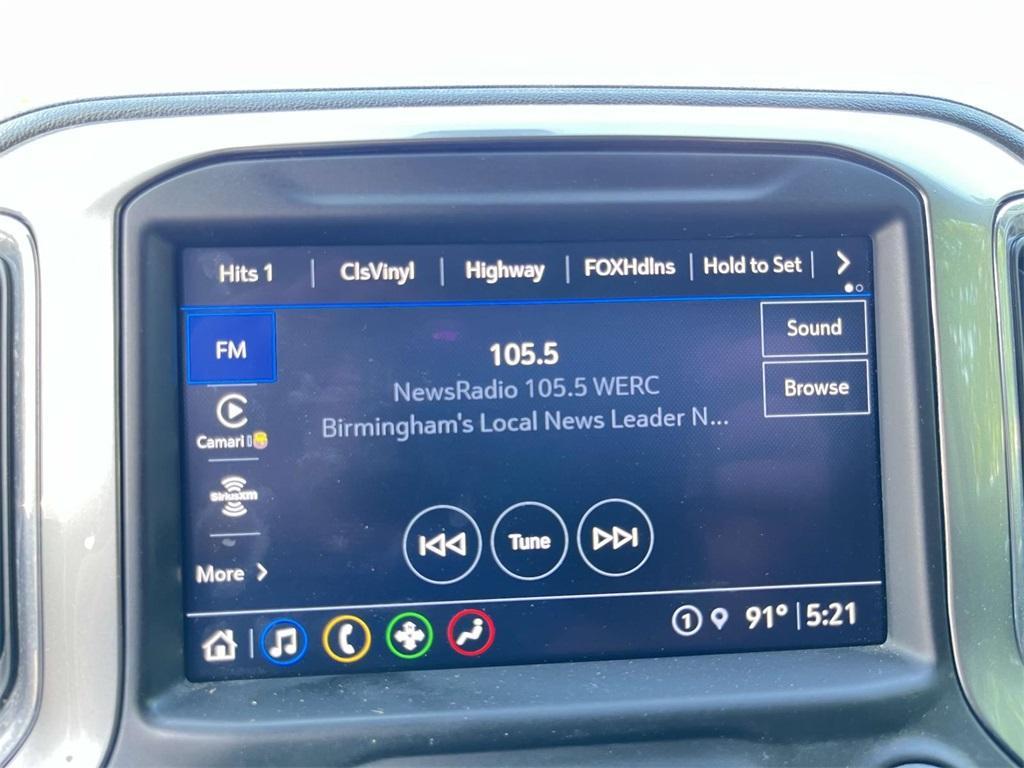 Hits 1 ClsVinyl Highway FOXHdlns Hold to Set
FM
105.5
NewsRadio 105.5 WERC
Birmingham's Local News Leader N...
Sound
Browse
Camari
SiriusXM
More
Tune
1 91° 5:21